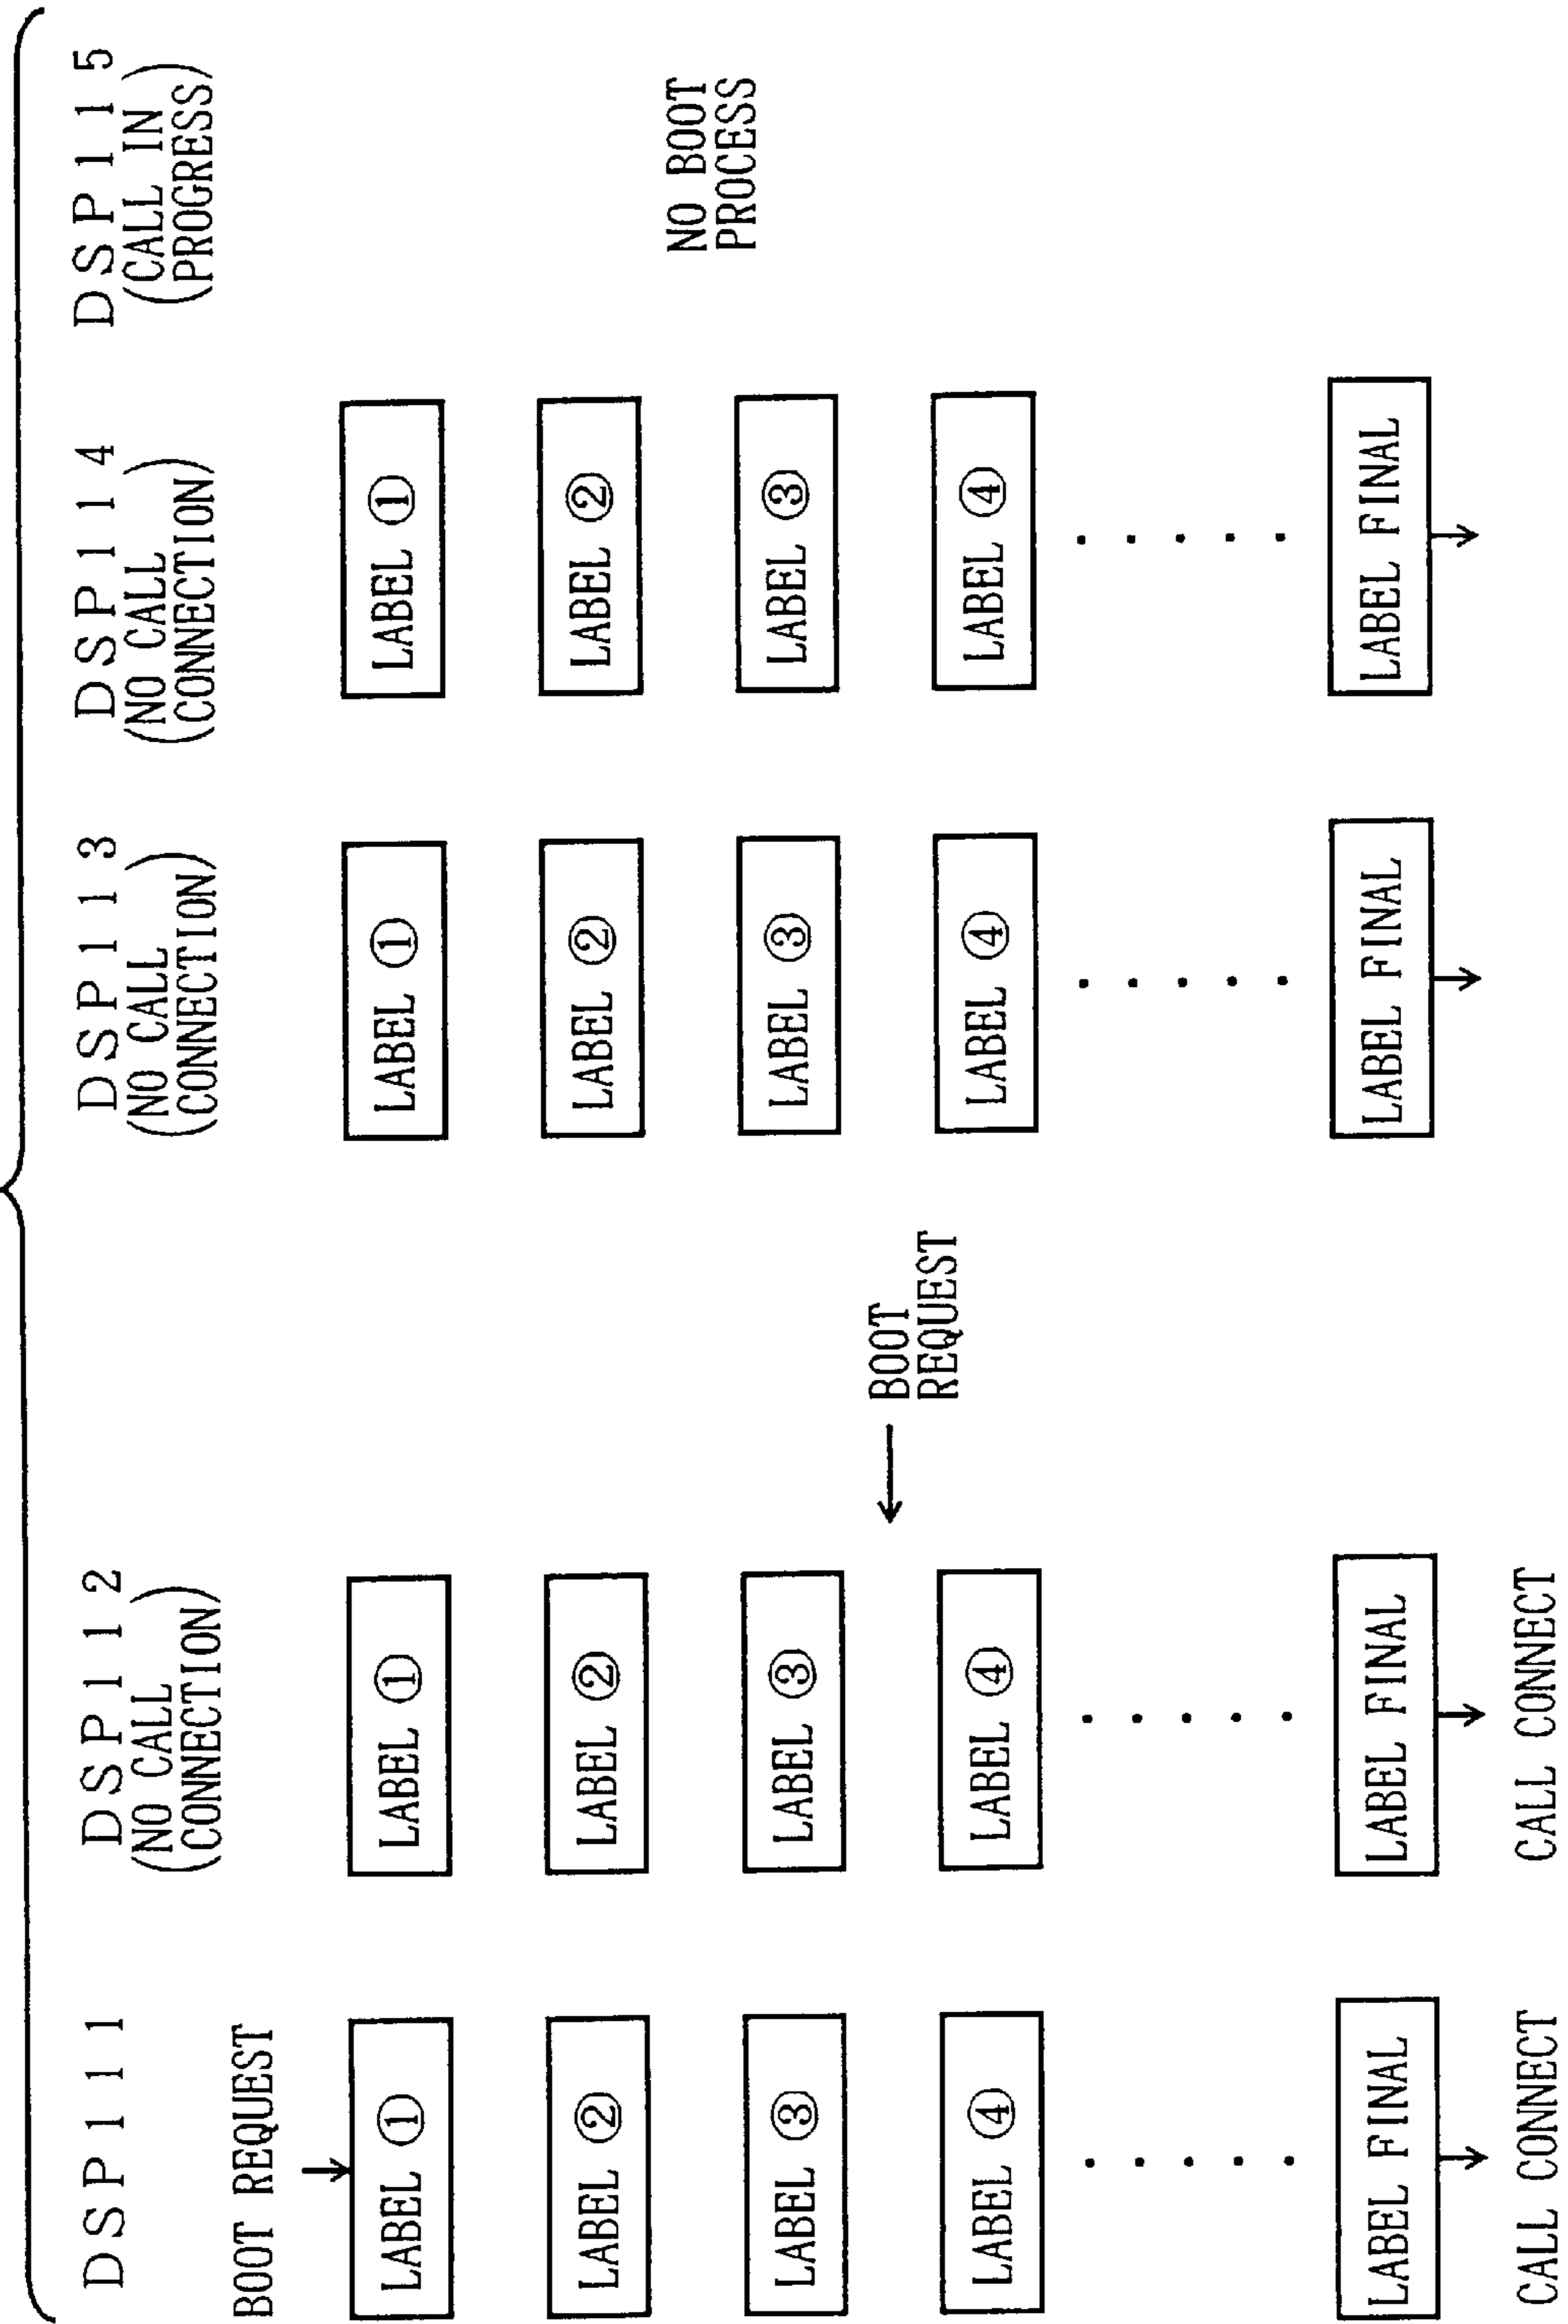 DSP111
BOOT REQUEST
LABEL ①
LABEL ②
LABEL ③
LABEL ④
LABEL FINAL
CALL CONNECT
DSP112
(NO CALL
CONNECTION)
LABEL ①
LABEL ②
LABEL ③
LABEL ④
LABEL FINAL
CALL CONNECT
BOOT
REQUEST
DSP113
(NO CALL
CONNECTION)
LABEL ①
LABEL ②
LABEL ③
LABEL ④
LABEL FINAL
DSP114
(NO CALL
CONNECTION)
LABEL ①
LABEL ②
LABEL ③
LABEL ④
LABEL FINAL
DSP115
(CALL IN
PROGRESS)
NO BOOT
PROCESS